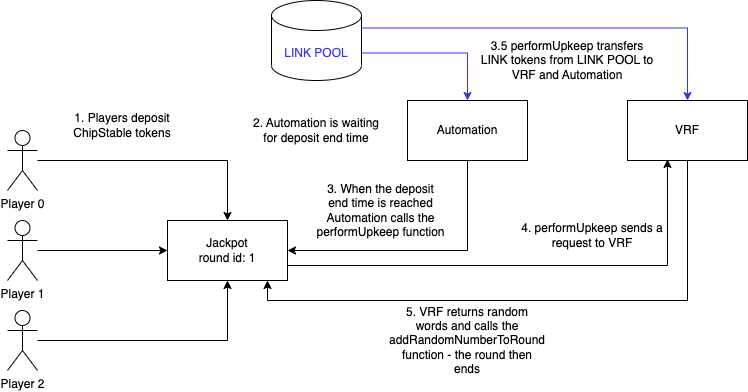 LINK POOL
3.5 performUpkeep transfers
LINK tokens from LINK POOL to
VRF and Automation
1. Players deposit
ChipStable tokens
2. Automation is waiting
for deposit end time
Automation
VRF
Player 0
3. When the deposit
end time is reached
Automation calls the
performUpkeep function
4. performUpkeep sends a
request to VRF
Jackpot
round id: 1
Player 1
5. VRF returns random
words and calls the
addRandomNumberToRound
function - the round then
ends
Player 2